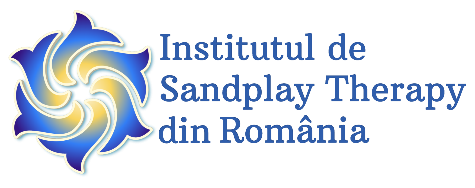 Institutul de
Sandplay Therapy
din România